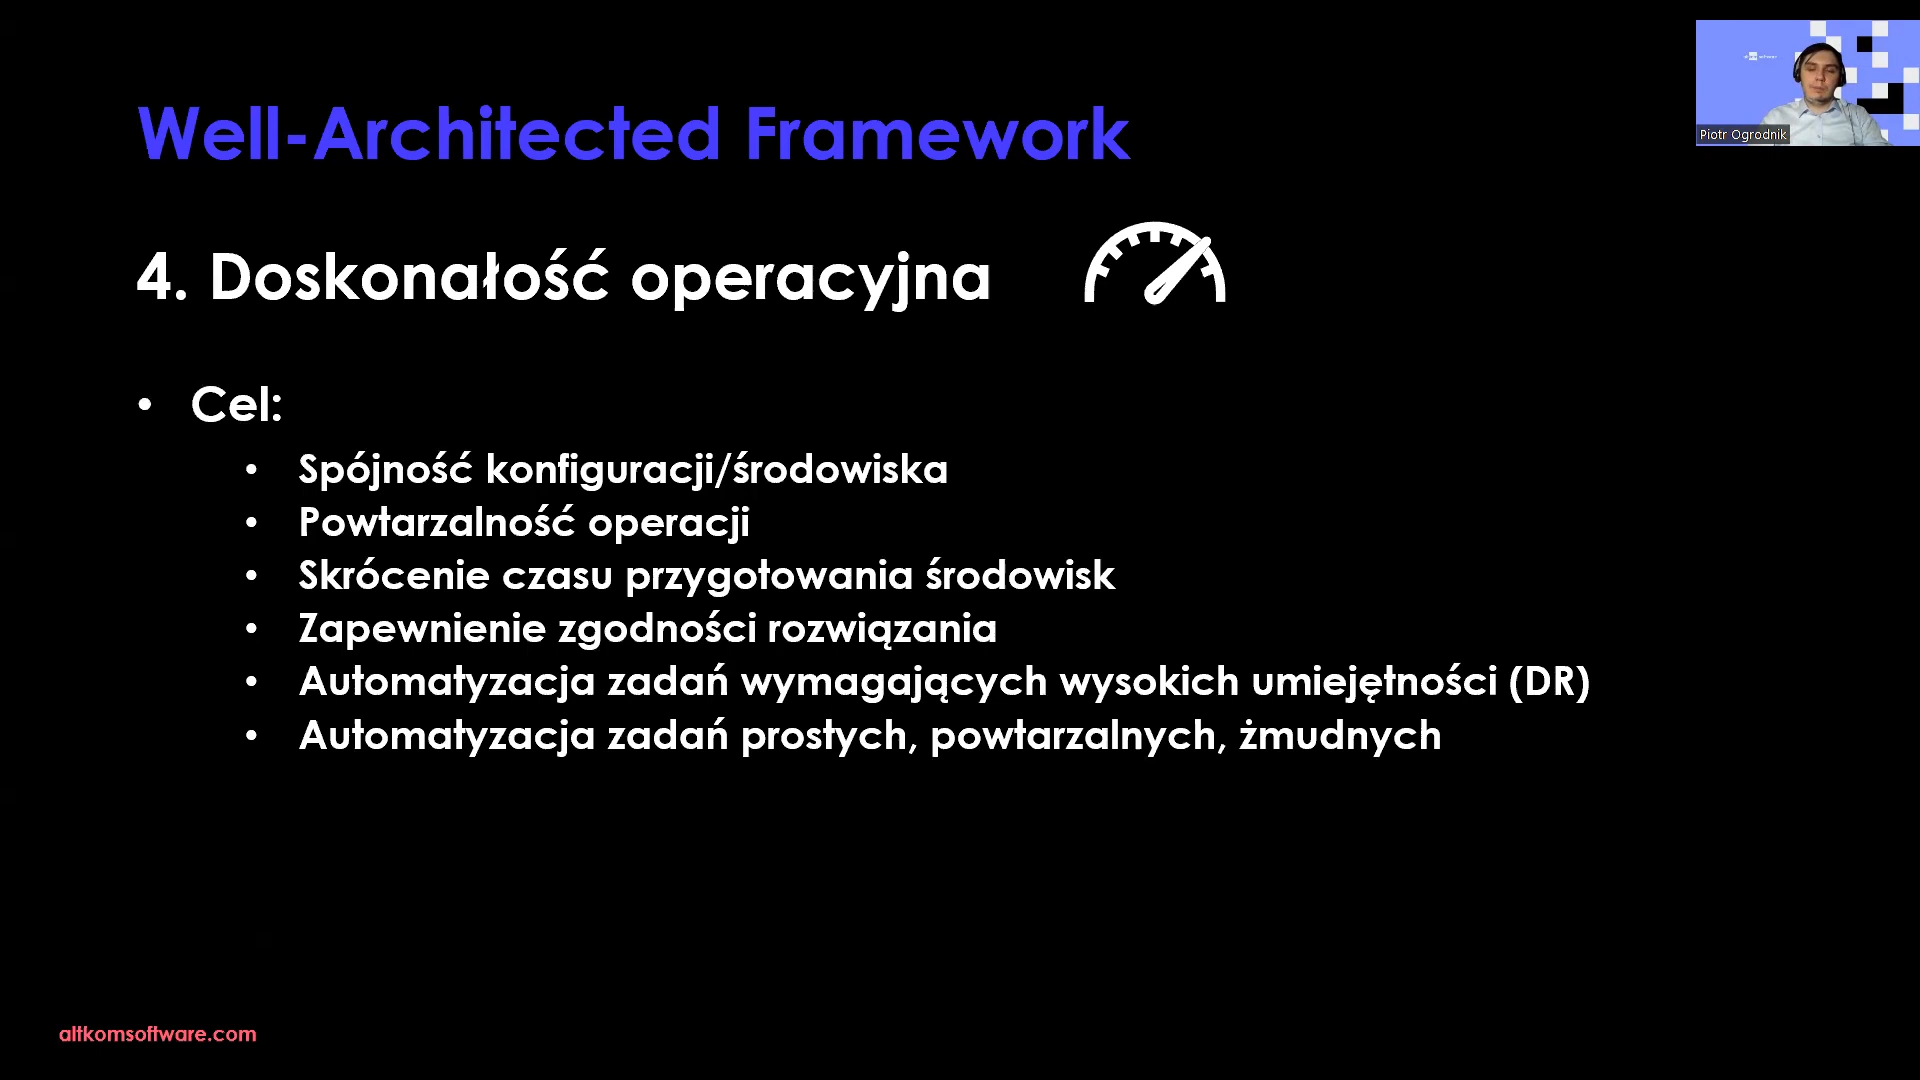 Well-Architected Framework
Piotr Ogrodnik
4. Doskonałość operacyjna
• Cel:
• Spójność konfiguracji/środowiska
• Powtarzalność operacji
• Skrócenie czasu przygotowania środowisk
• Zapewnienie zgodności rozwiązania
• Automatyzacja zadań wymagających wysokich umiejętności (DR)
• Automatyzacja zadań prostych, powtarzalnych, żmudnych
altkomsoftware.com